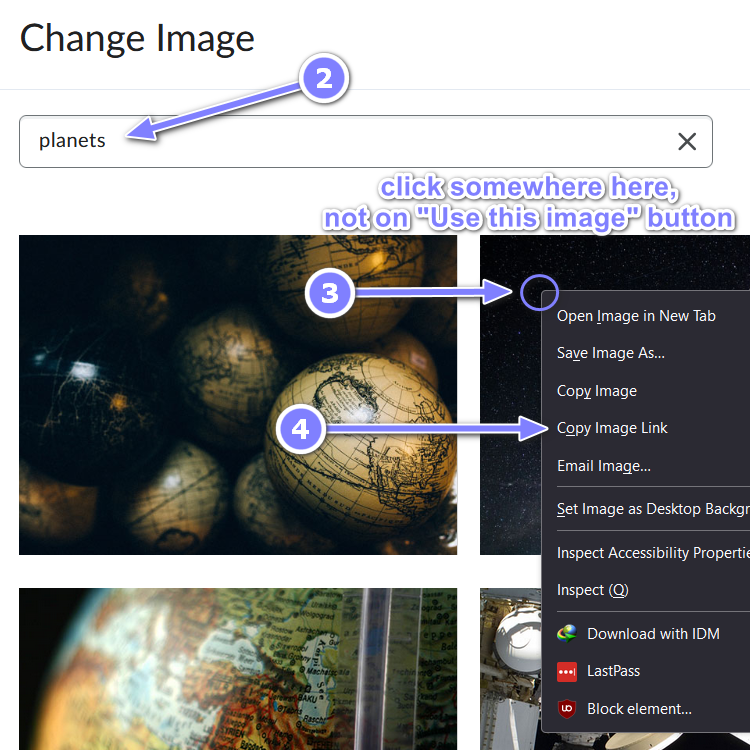 Change Image
2
planets
click somewhere here,
not on "Use this image" button
3
Open Image in New Tab
Save Image As...
Copy Image
4
Copy Image Link
Email Image...
Set Image as Desktop Backgr
Inspect Accessibility Propertie
Inspect (Q)
Download with IDM
LastPass
Block element...
BAKU